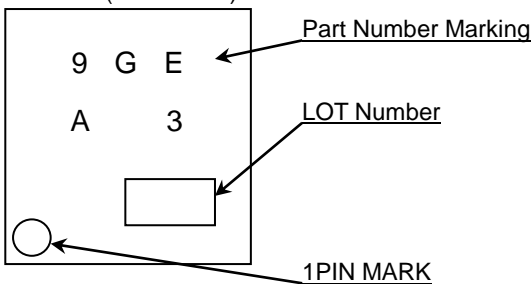 Part Number Marking
9 G E
A 3
LOT Number
1PIN MARK